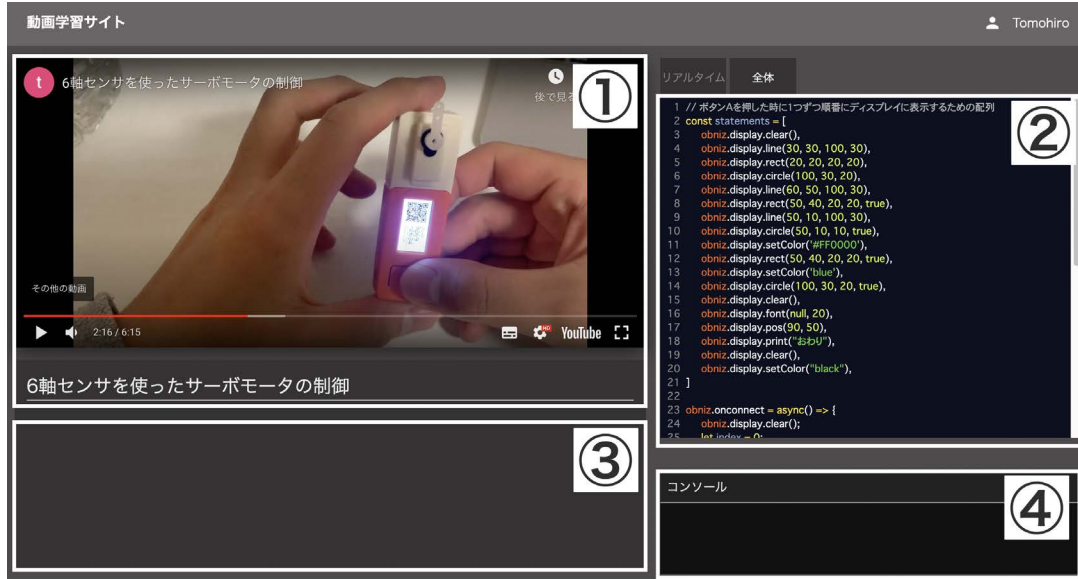 動画学習サイト
Tomohiro
t
6軸センサを使ったサーボモータの制御
後で見る
①
その他の動画
2:16 / 6:15
HD
YouTube
6軸センサを使ったサーボモータの制御
③
リアルタイム
全体
②
1 // ボタンAを押した時に1つずつ順番にディスプレイに表示するための配列
2 const statements = [
3 obniz.display.clear(),
4 obniz.display.line(30, 30, 100, 30),
5 obniz.display.rect(20, 20, 20, 20),
6 obniz.display.circle(100, 30, 20),
7 obniz.display.line(60, 50, 100, 30),
8 obniz.display.rect(50, 40, 20, 20, true),
9 obniz.display.line(50, 10, 100, 30),
10 obniz.display.circle(50, 10, 10, true),
11 obniz.display.setColor('#FF0000'),
12 obniz.display.rect(50, 40, 20, 20, true),
13 obniz.display.setColor('blue'),
14 obniz.display.circle(100, 30, 20, true),
15 obniz.display.clear(),
16 obniz.display.font(null, 20),
17 obniz.display.pos(90, 50),
18 obniz.display.print("おわり"),
19 obniz.display.clear(),
20 obniz.display.setColor("black"),
21 ]
22
23 obniz.onconnect = async() => {
24 obniz.display.clear();
25 let index = 0;
コンソール
④